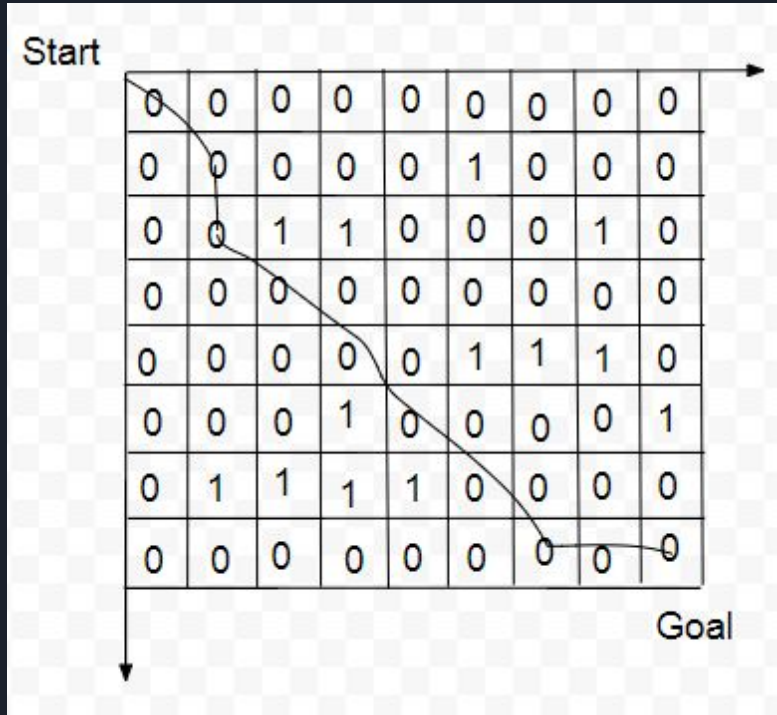 Start
0 0 0 0 0 0 0 0 0
0 0 0 0 0 1 0 0 0
0 0 1 1 0 0 0 1 0
0 0 0 0 0 0 0 0 0
0 0 0 0 0 1 1 1 0
0 0 0 1 0 0 0 0 1
0 1 1 1 1 0 0 0 0
0 0 0 0 0 0 0 0 0
Goal